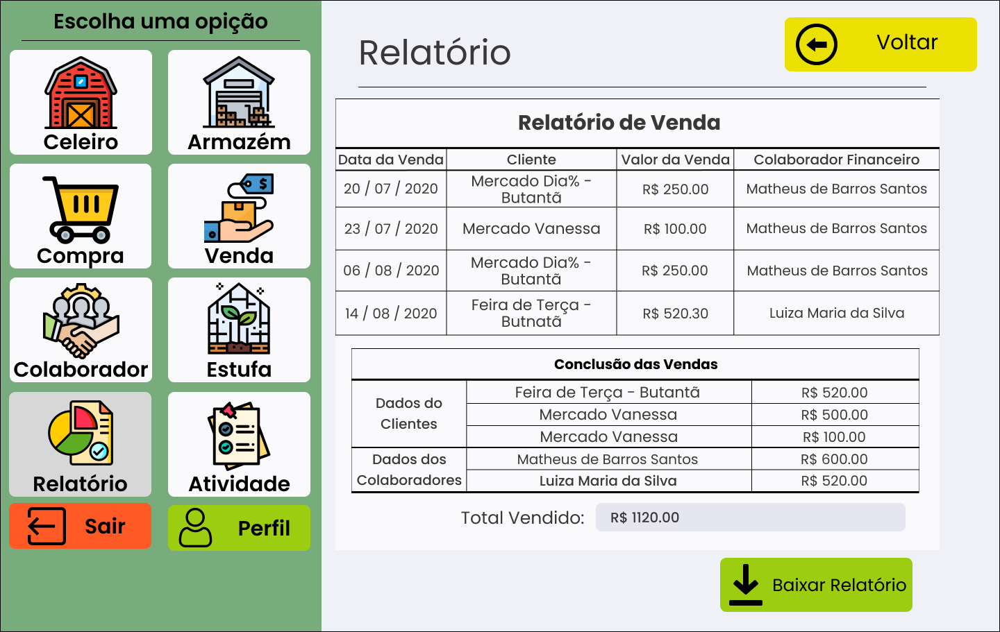 Escolha uma opição
Celeiro
Armazém
Compra
Venda
Colaborador
Estufa
Relatório
Atividade
Sair
Perfil
Relatório
Voltar
Relatório de Venda
Data da Venda Cliente Valor da Venda Colaborador Financeiro
20 / 07 / 2020 Mercado Dia% - R$ 250.00 Matheus de Barros Santos
Butantã
23 / 07 / 2020 Mercado Vanessa R$ 100.00 Matheus de Barros Santos
06 / 08 / 2020 Mercado Dia% - R$ 250.00 Matheus de Barros Santos
Butantã
14 / 08 / 2020 Feira de Terça - R$ 520.30 Luiza Maria da Silva
Butnatã
Conclusão das Vendas
Dados do
Clientes
Feira de Terça - Butantã R$ 520.00
Mercado Vanessa R$ 500.00
Mercado Vanessa R$ 100.00
Dados dos
Colaboradores
Matheus de Barros Santos R$ 600.00
Luiza Maria da Silva R$ 520.00
Total Vendido: R$ 1120.00
Baixar Relatório